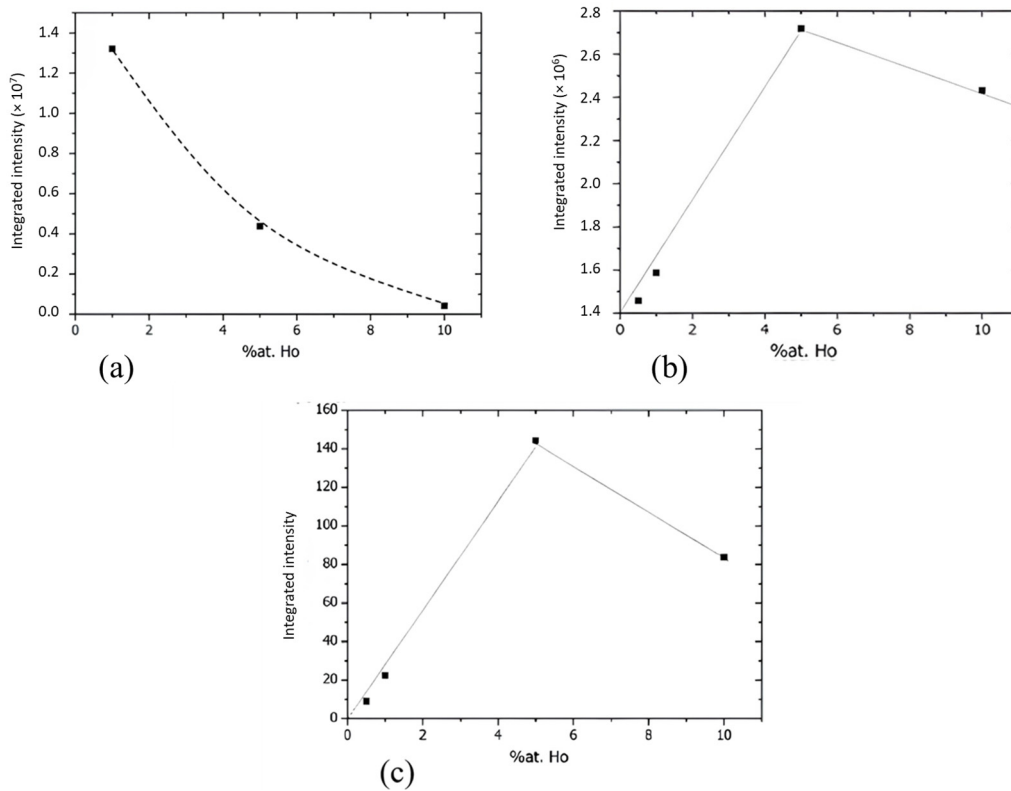 1.4
1.2
1.0
0.8
0.6
0.4
0.2
0.0
Integrated intensity (× 10⁷)
0 2 4 6 8 10
%at. Ho
(a)
2.8
2.6
2.4
2.2
2.0
1.8
1.6
1.4
Integrated intensity (× 10⁶)
0 2 4 6 8 10
%at. Ho
(b)
160
140
120
100
80
60
40
20
0
Integrated intensity
0 2 4 6 8 10
%at. Ho
(c)